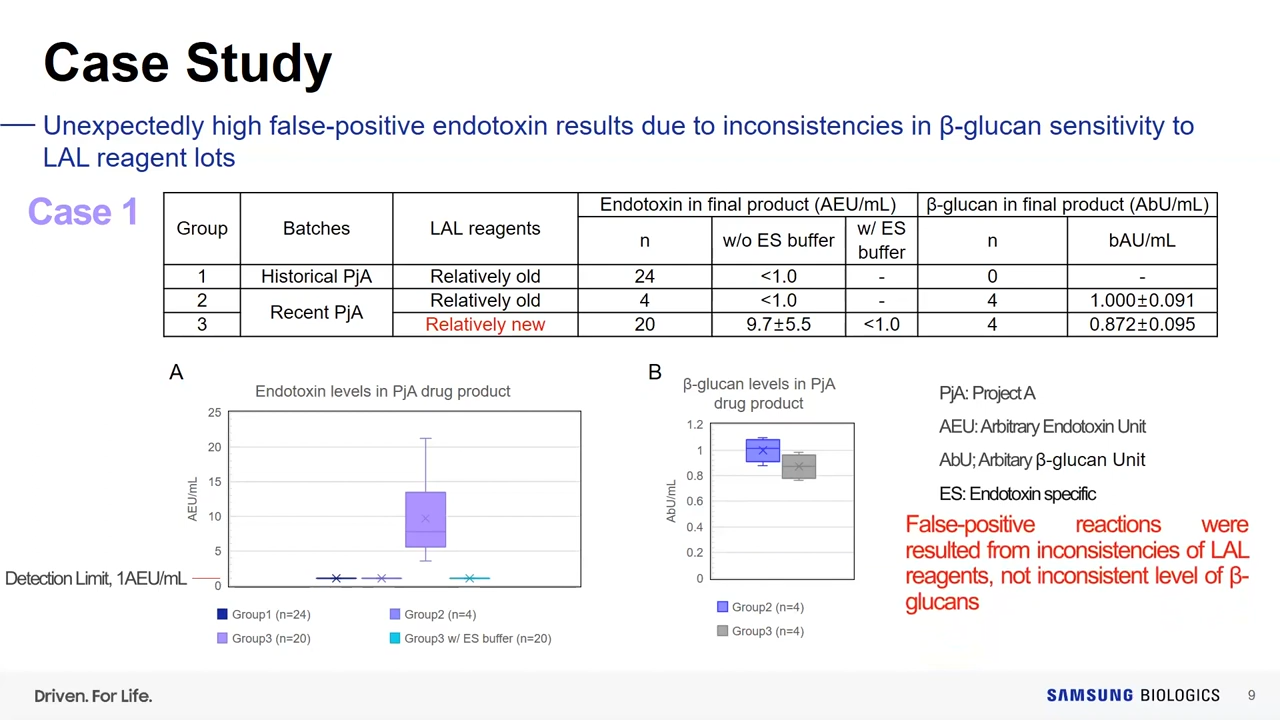 Case Study
Unexpectedly high false-positive endotoxin results due to inconsistencies in β-glucan sensitivity to
LAL reagent lots
Case 1
Group Batches LAL reagents Endotoxin in final product (AEU/mL) β-glucan in final product (AbU/mL)
n w/o ES buffer w/ ES buffer n bAU/mL
1 Historical PjA Relatively old 24 <1.0 - 0 -
2 Recent PjA Relatively old 4 <1.0 - 4 1.000±0.091
3 Relatively new 20 9.7±5.5 <1.0 4 0.872±0.095
A
Endotoxin levels in PjA drug product
AEU/mL
25
20
15
10
5
0
Detection Limit, 1AEU/mL
Group1 (n=24) Group2 (n=4)
Group3 (n=20) Group3 w/ ES buffer (n=20)
B
β-glucan levels in PjA
drug product
AbU/mL
1.2
1
0.8
0.6
0.4
0.2
0
Group2 (n=4)
Group3 (n=4)
PjA: Project A
AEU: Arbitrary Endotoxin Unit
AbU; Arbitary β-glucan Unit
ES: Endotoxin specific
False-positive reactions were
resulted from inconsistencies of LAL
reagents, not inconsistent level of β-
glucans
Driven. For Life.
SAMSUNG BIOLOGICS 9